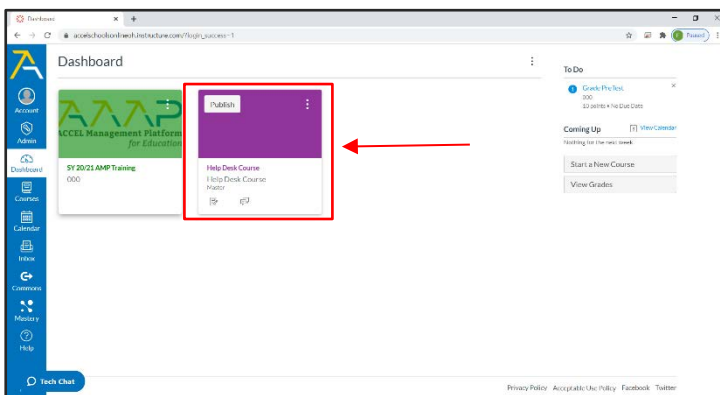 Dashboard
accelschoolsonlineoh.instructure.com/?login_success=1
Paused
Account
Admin
Dashboard
Courses
Calendar
Inbox
Commons
Mastery
Help
Tech Chat
Dashboard
ACCEL Management Platform
for Education
SY 20/21 AMP Training
000
Publish
Help Desk Course
Help Desk Course
Master
To Do
1
Grade Pre Test
000
10 points • No Due Date
Coming Up
View Calendar
Nothing for the next week
Start a New Course
View Grades
Privacy Policy Acceptable Use Policy Facebook Twitter